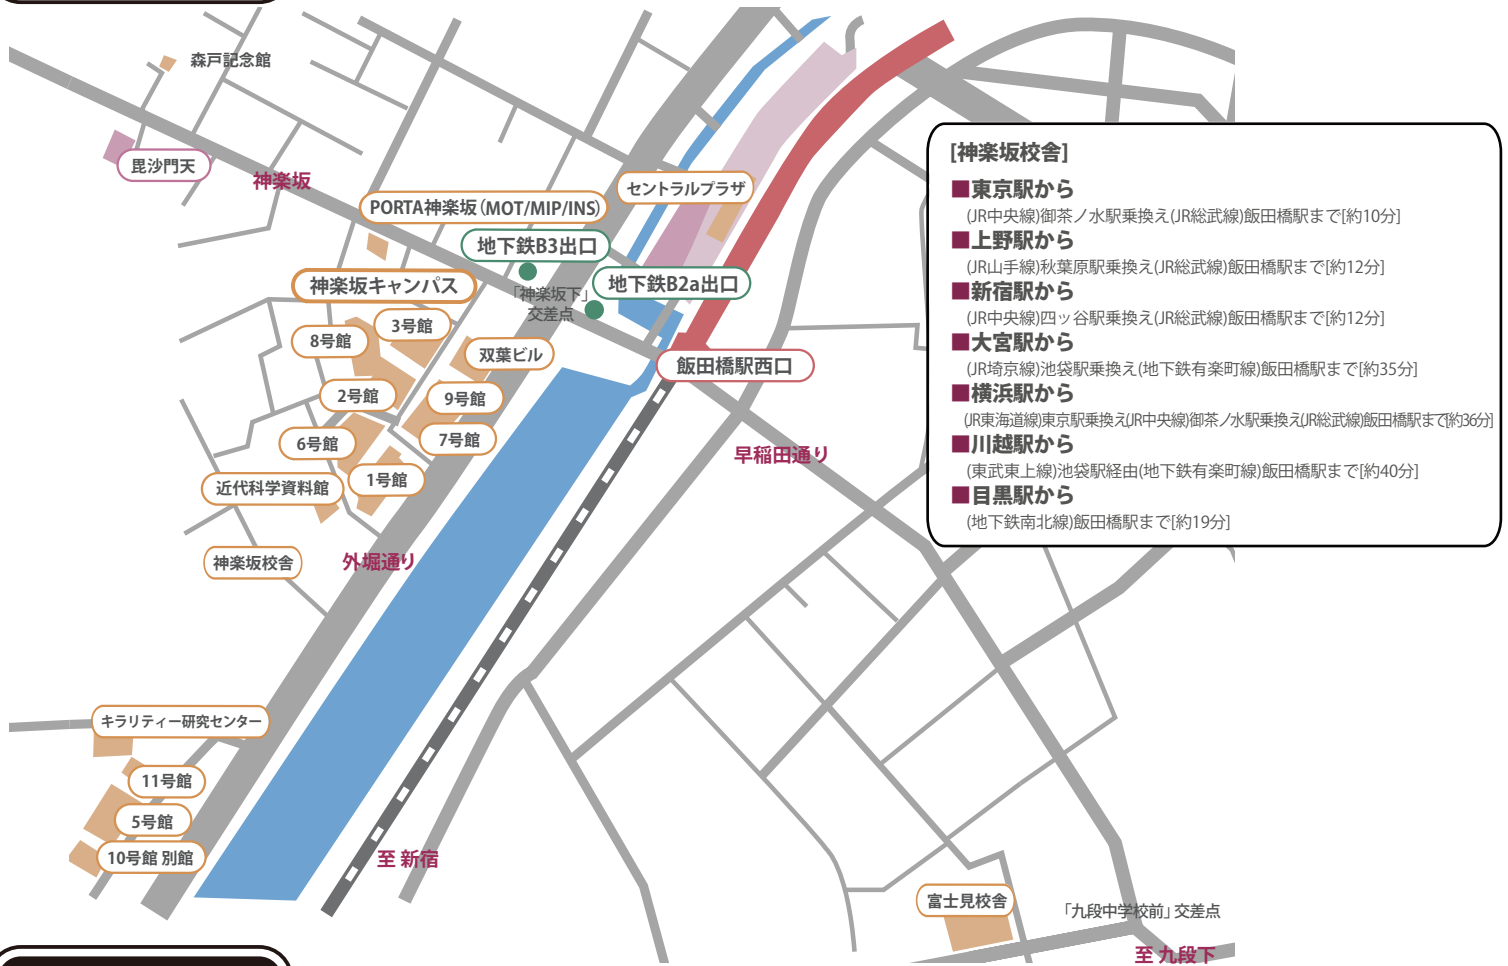 森戸記念館
毘沙門天
神楽坂
セントラルプラザ
PORTA神楽坂（MOT/MIP/INS）
地下鉄B3出口
地下鉄B2a出口
神楽坂キャンパス
「神楽坂下」
交差点
3号館
8号館
双葉ビル
飯田橋駅西口
2号館
9号館
6号館
7号館
早稲田通り
1号館
近代科学資料館
神楽坂校舎
外堀通り
キラリティー研究センター
11号館
5号館
10号館 別館
至 新宿
富士見校舎
「九段中学校前」交差点
至 九段下
[神楽坂校舎]
■東京駅から
(JR中央線)御茶ノ水駅乗換え(JR総武線)飯田橋駅まで[約10分]
■上野駅から
(JR山手線)秋葉原駅乗換え(JR総武線)飯田橋駅まで[約12分]
■新宿駅から
(JR中央線)四ッ谷駅乗換え(JR総武線)飯田橋駅まで[約12分]
■大宮駅から
(JR埼京線)池袋駅乗換え(地下鉄有楽町線)飯田橋駅まで[約35分]
■横浜駅から
(JR東海道線)東京駅乗換え(JR中央線)御茶ノ水駅乗換え(JR総武線)飯田橋駅まで[約36分]
■川越駅から
(東武東上線)池袋駅経由(地下鉄有楽町線)飯田橋駅まで[約40分]
■目黒駅から
(地下鉄南北線)飯田橋駅まで[約19分]